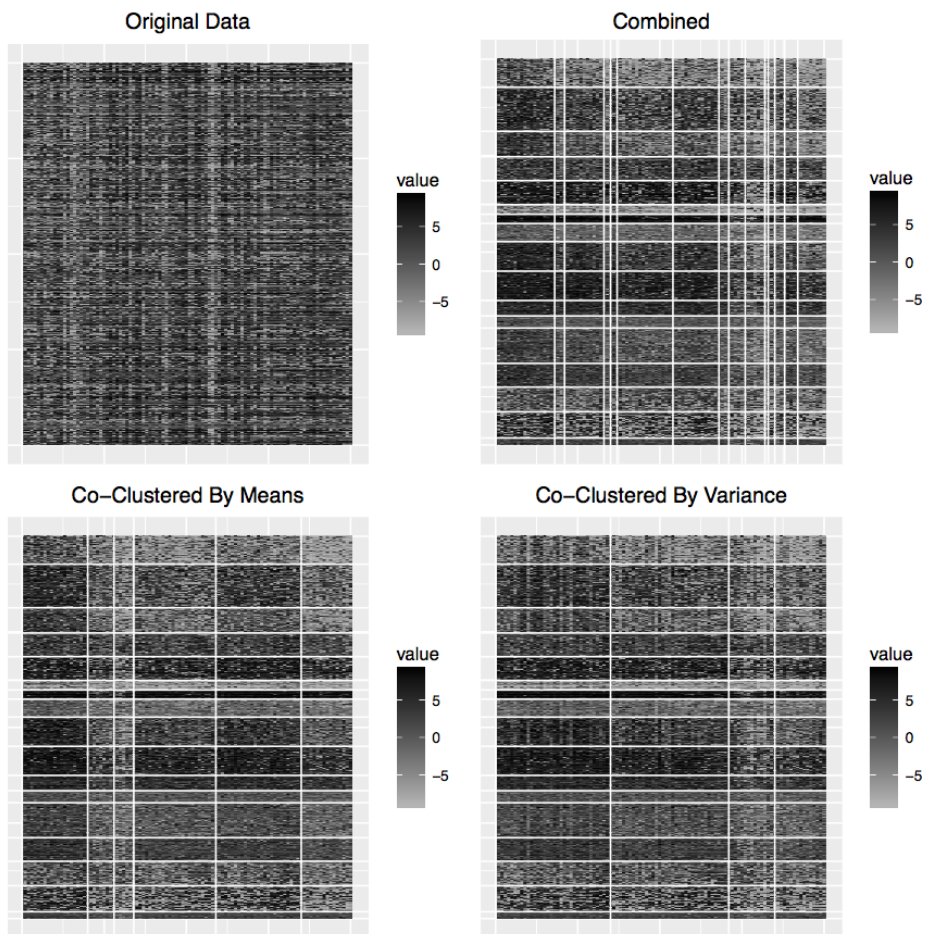 Original Data
value
5
0
−5
Combined
value
5
0
−5
Co−Clustered By Means
value
5
0
−5
Co−Clustered By Variance
value
5
0
−5